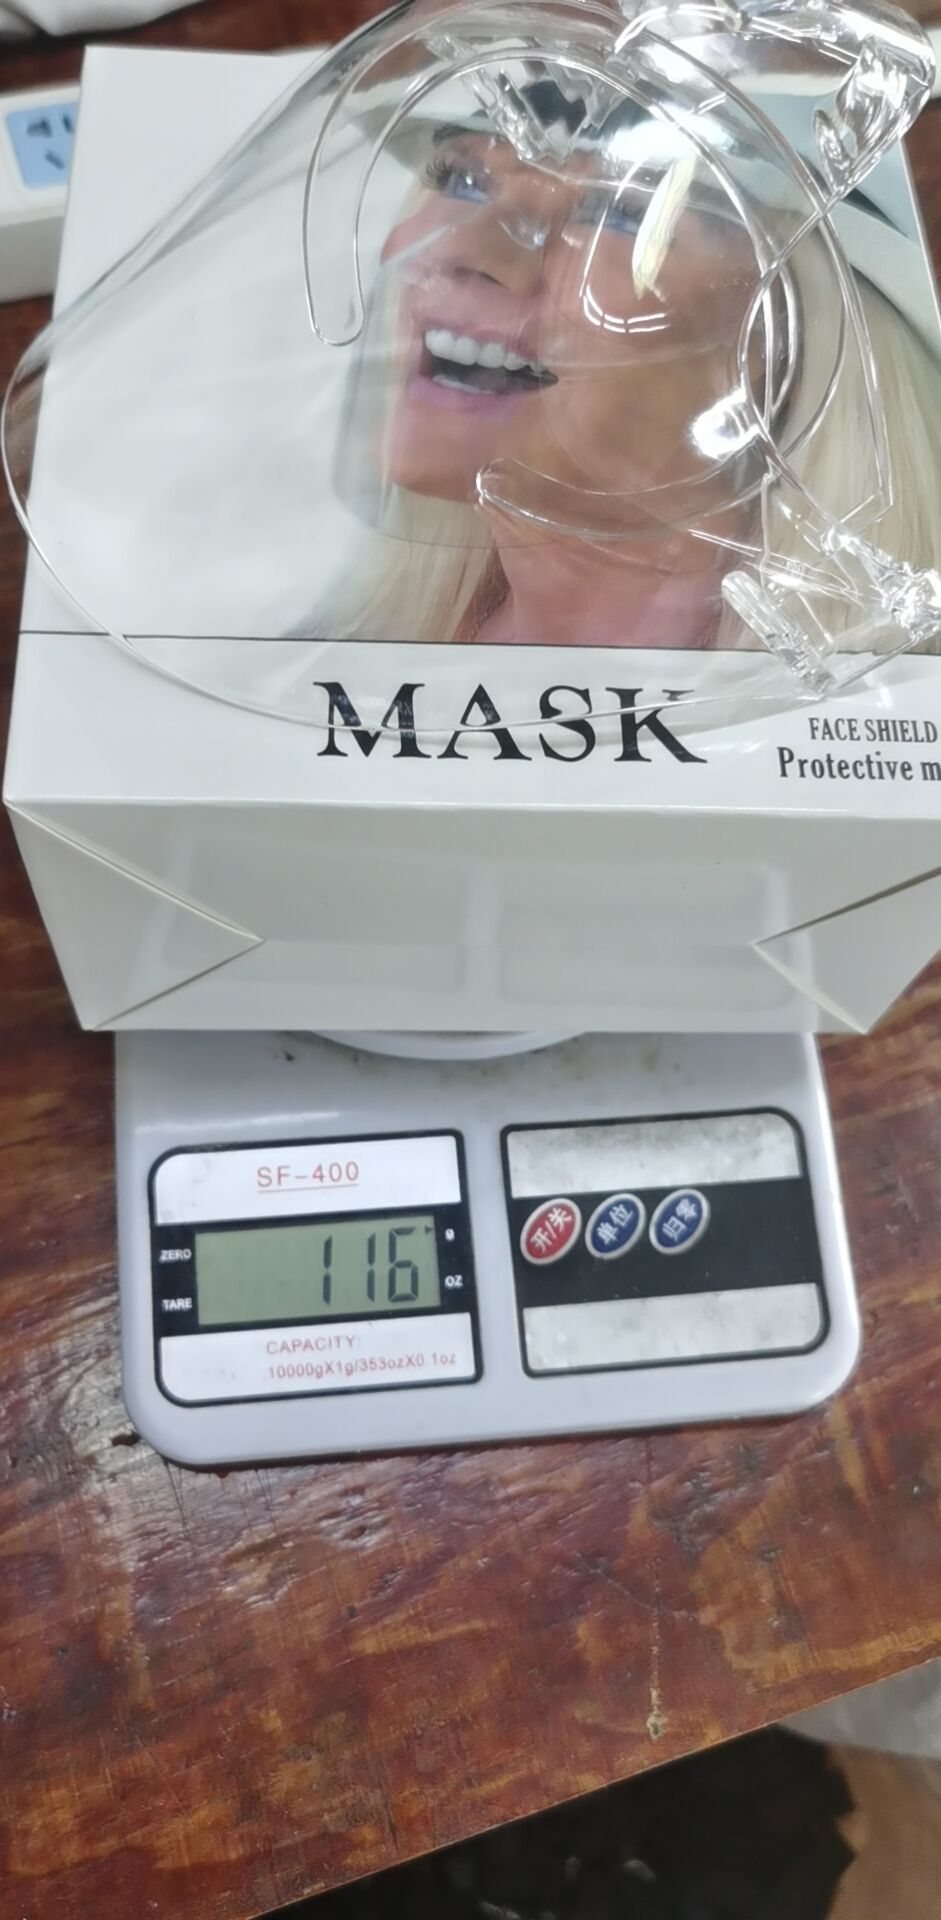 MASK
FACE SHIELD
Protective m
SF-400
ZERO
TARE
116
g
OZ
CAPACITY:
10000gX1g/353ozX0.1oz
开/关
单位
归零